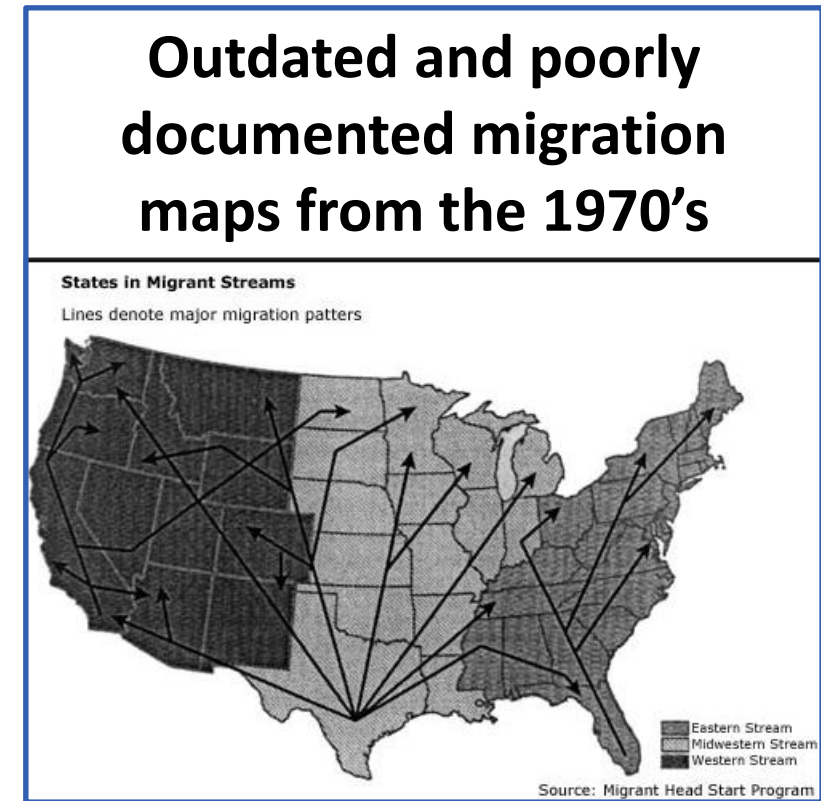 Outdated and poorly
documented migration
maps from the 1970’s
States in Migrant Streams
Lines denote major migration patters
Eastern Stream
Midwestern Stream
Western Stream
Source: Migrant Head Start Program